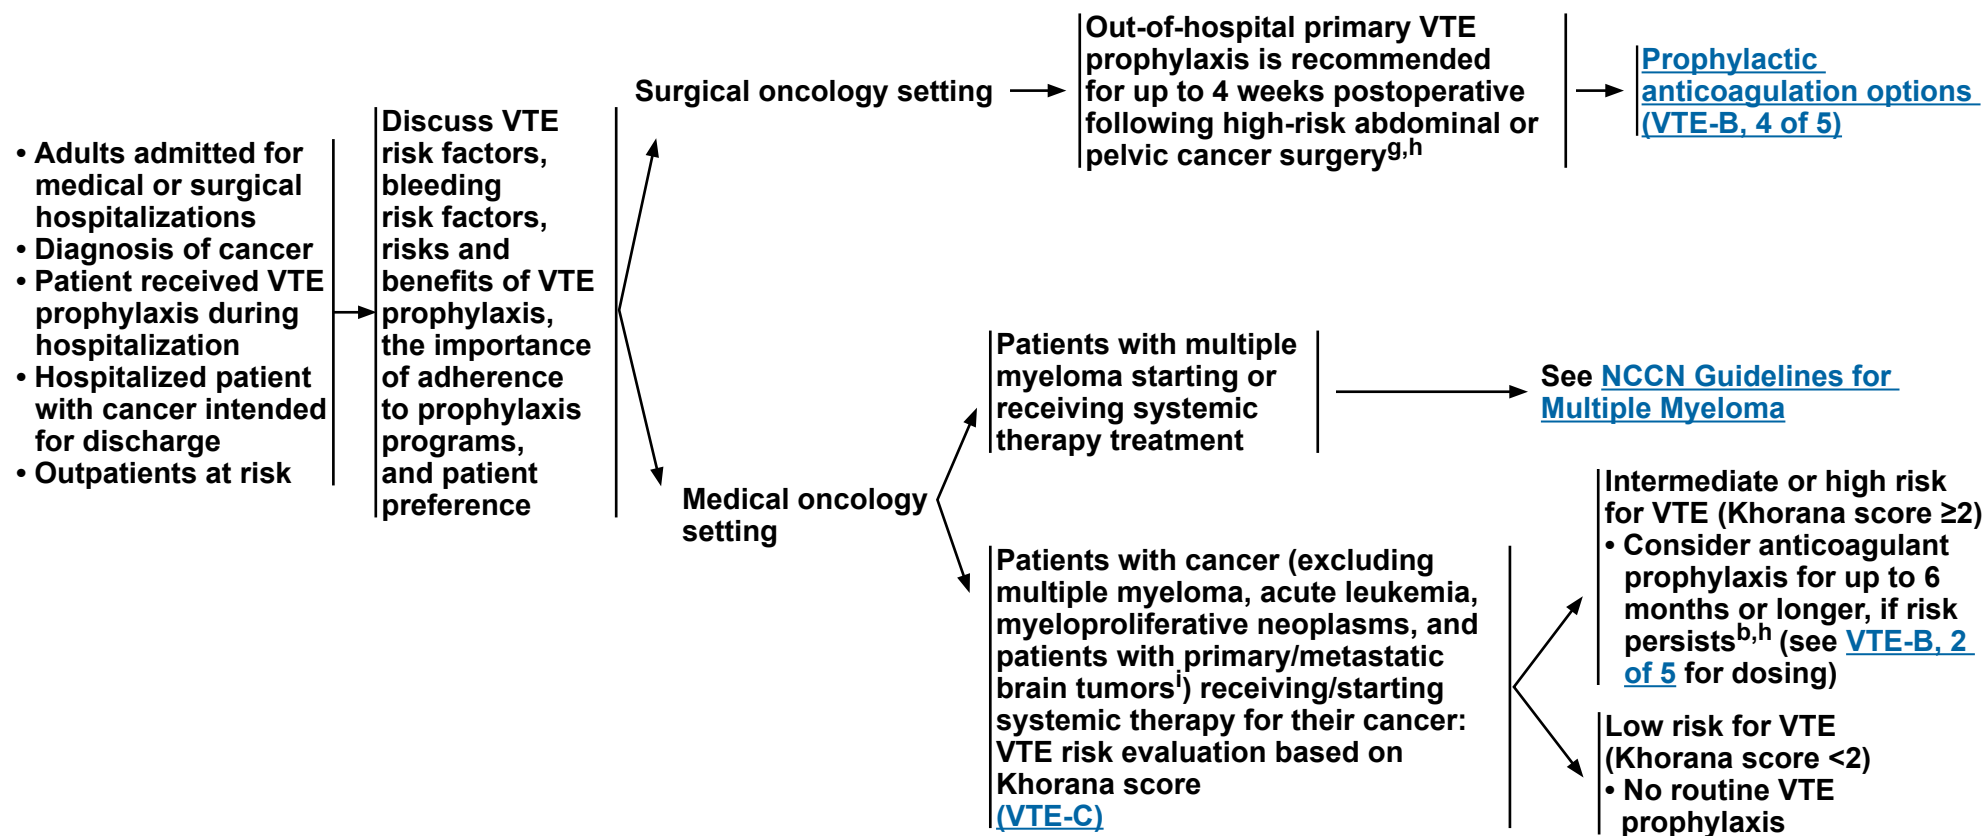 • Adults admitted for
medical or surgical
hospitalizations
• Diagnosis of cancer
• Patient received VTE
prophylaxis during
hospitalization
• Hospitalized patient
with cancer intended
for discharge
• Outpatients at risk
Discuss VTE
risk factors,
bleeding
risk factors,
risks and
benefits of VTE
prophylaxis,
the importance
of adherence
to prophylaxis
programs,
and patient
preference
Surgical oncology setting
Out-of-hospital primary VTE
prophylaxis is recommended
for up to 4 weeks postoperative
following high-risk abdominal or
pelvic cancer surgeryg,h
Prophylactic
anticoagulation options
(VTE-B, 4 of 5)
Medical oncology
setting
Patients with multiple
myeloma starting or
receiving systemic
therapy treatment
See NCCN Guidelines for
Multiple Myeloma
Patients with cancer (excluding
multiple myeloma, acute leukemia,
myeloproliferative neoplasms, and
patients with primary/metastatic
brain tumorsi) receiving/starting
systemic therapy for their cancer:
VTE risk evaluation based on
Khorana score
(VTE-C)
Intermediate or high risk
for VTE (Khorana score ≥2)
• Consider anticoagulant
prophylaxis for up to 6
months or longer, if risk
persistsb,h (see VTE-B, 2
of 5 for dosing)
Low risk for VTE
(Khorana score <2)
• No routine VTE
prophylaxis